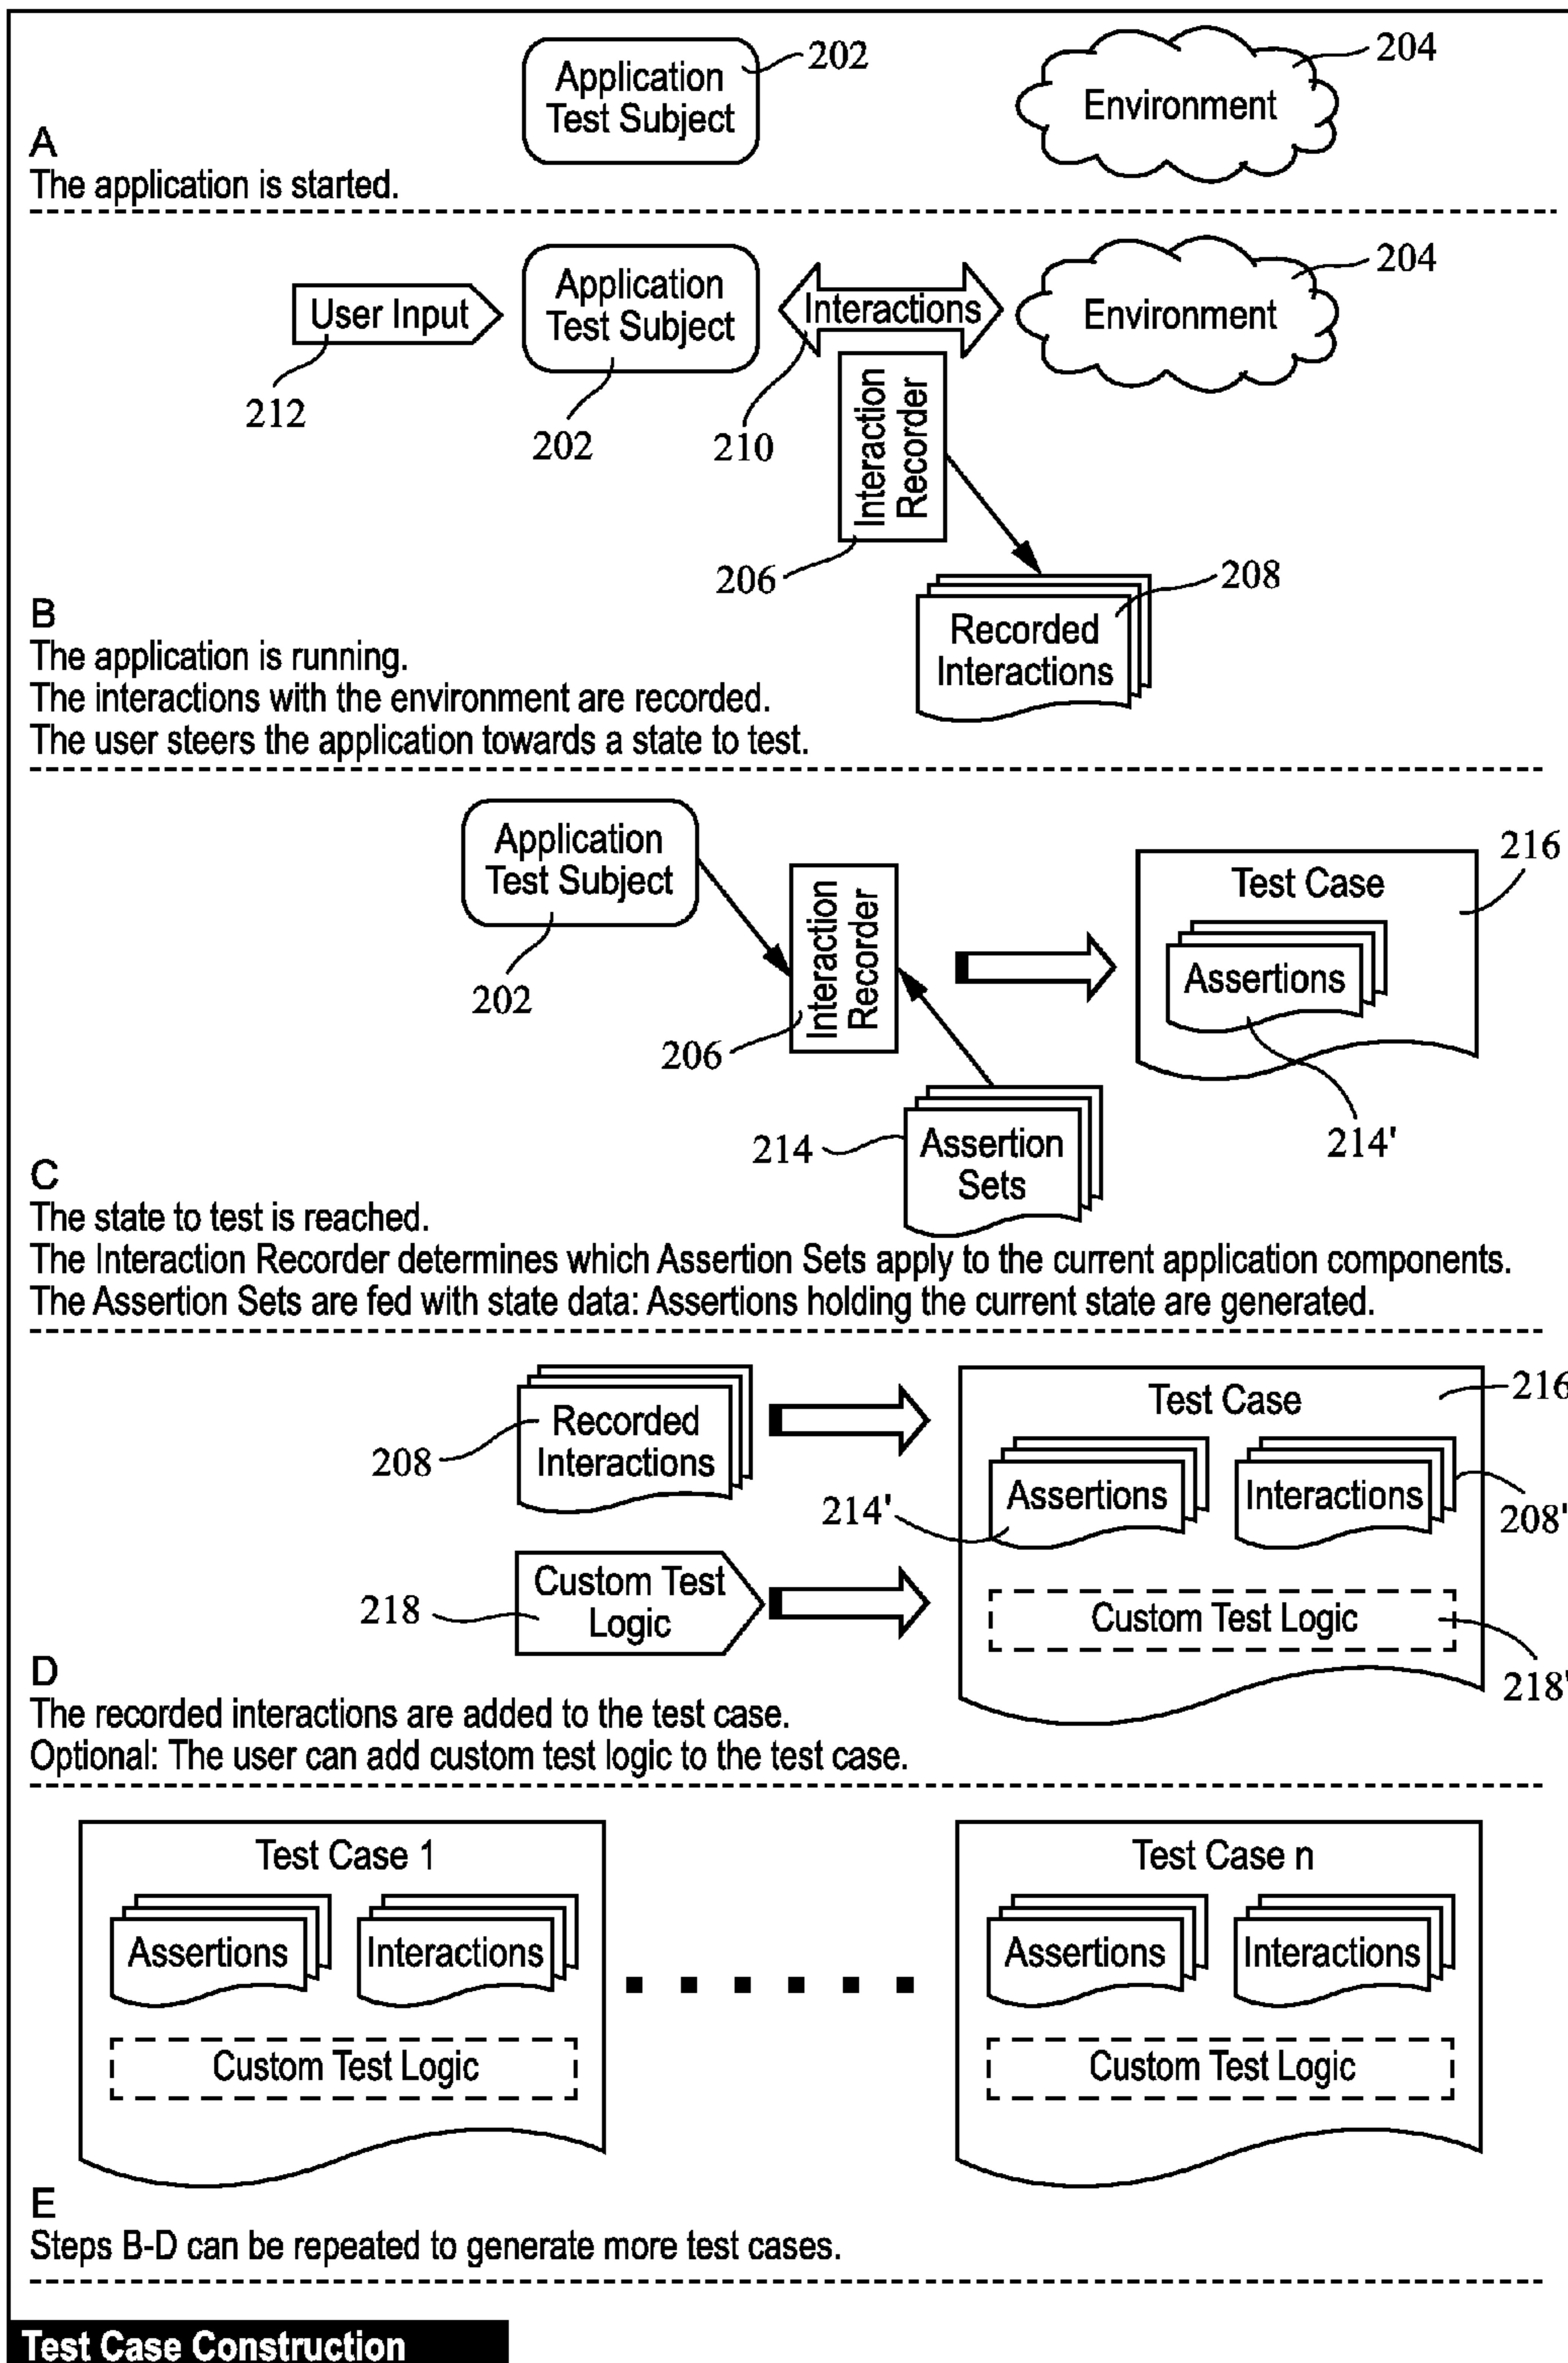 Application
Test Subject
202
Environment
204
A
The application is started.
User Input
212
Application
Test Subject
202
Interactions
210
Environment
204
Interaction
Recorder
206
Recorded
Interactions
208
B
The application is running.
The interactions with the environment are recorded.
The user steers the application towards a state to test.
Application
Test Subject
202
Interaction
Recorder
206
Assertion
Sets
214
Test Case
216
Assertions
214'
C
The state to test is reached.
The Interaction Recorder determines which Assertion Sets apply to the current application components.
The Assertion Sets are fed with state data: Assertions holding the current state are generated.
Recorded
Interactions
208
Custom Test
Logic
218
Test Case
216
Assertions
214'
Interactions
208'
Custom Test Logic
218'
D
The recorded interactions are added to the test case.
Optional: The user can add custom test logic to the test case.
Test Case 1
Assertions
Interactions
Custom Test Logic
Test Case n
Assertions
Interactions
Custom Test Logic
E
Steps B-D can be repeated to generate more test cases.
Test Case Construction